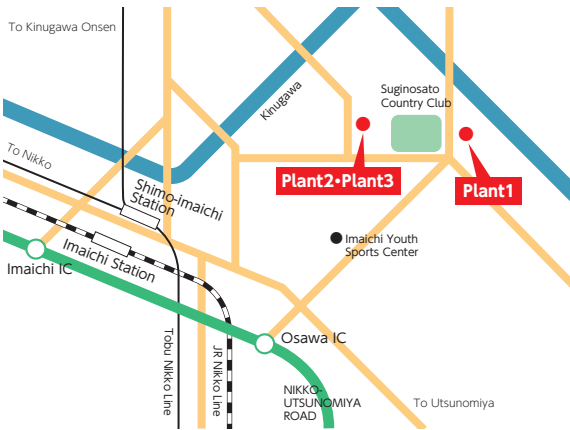 To Kinugawa Onsen
Kinugawa
Suginosato
Country Club
To Nikko
Plant2・Plant3
Plant1
Shimo-imaichi
Station
Imaichi Youth
Sports Center
Imaichi IC
Imaichi Station
Osawa IC
Tobu Nikko Line
JR Nikko Line
NIKKO-
UTSUNOMIYA
ROAD
To Utsunomiya